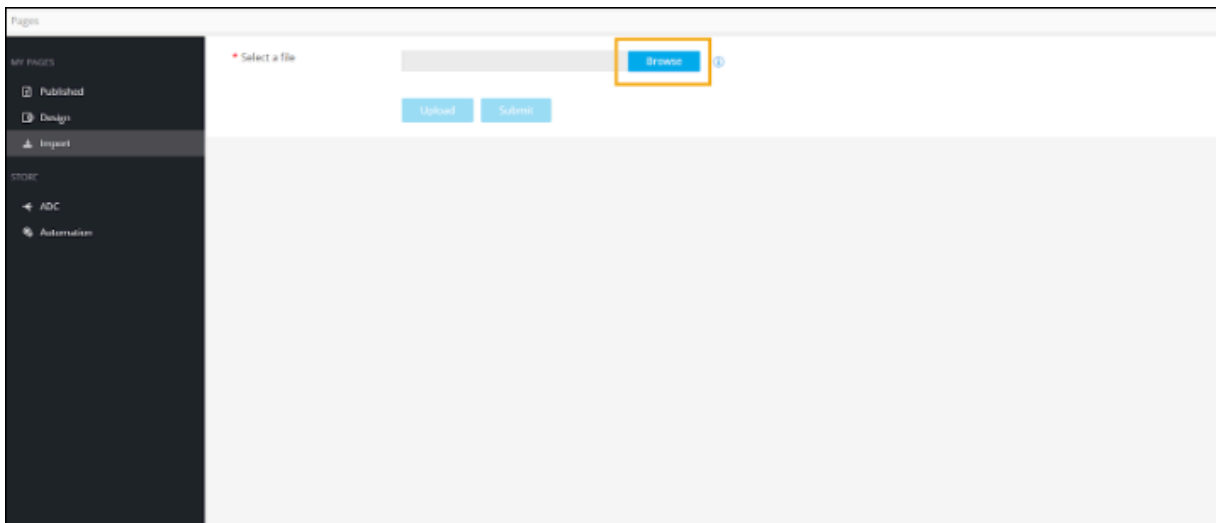 Pages
MY PAGES
Published
Design
Import
STORE
ADC
Automation
* Select a file
Browse
Upload
Submit